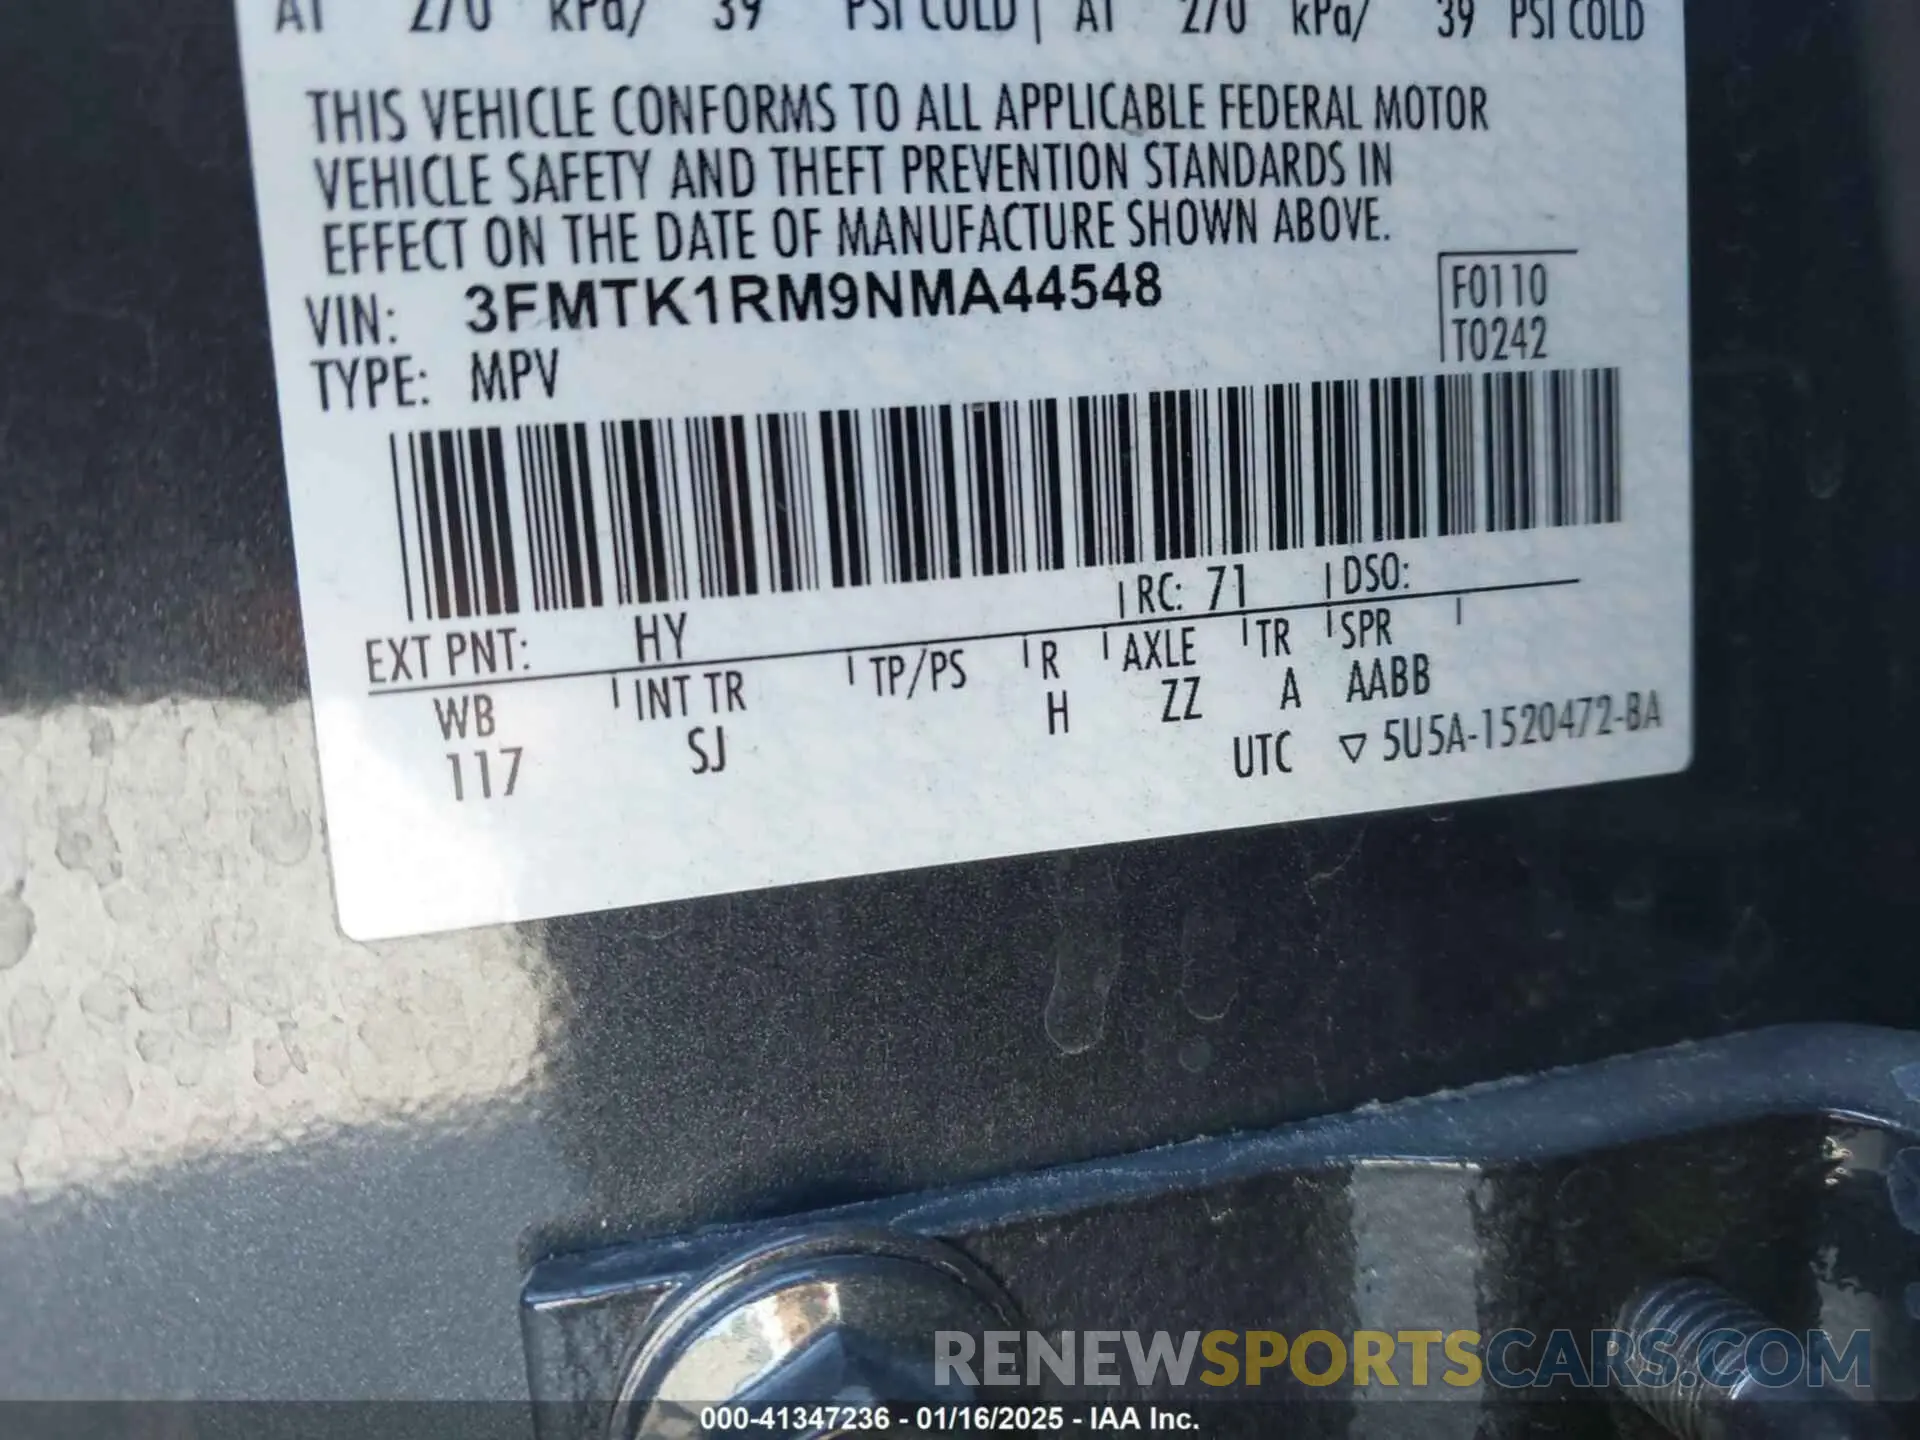 AT 270 kPa/ 39 PSI COLD | AT 270 kPa/ 39 PSI COLD
THIS VEHICLE CONFORMS TO ALL APPLICABLE FEDERAL MOTOR
VEHICLE SAFETY AND THEFT PREVENTION STANDARDS IN
EFFECT ON THE DATE OF MANUFACTURE SHOWN ABOVE.
VIN: 3FMTK1RM9NMA44548
F0110
T0242
TYPE: MPV
EXT PNT: HY RC: 71 DSO:
WB INT TR TP/PS R AXLE TR SPR
117 SJ H ZZ A AABB
UTC ▽ 5U5A-1520472-BA
RENEWSPORTSCARS.COM
000-41347236 - 01/16/2025 - IAA Inc.